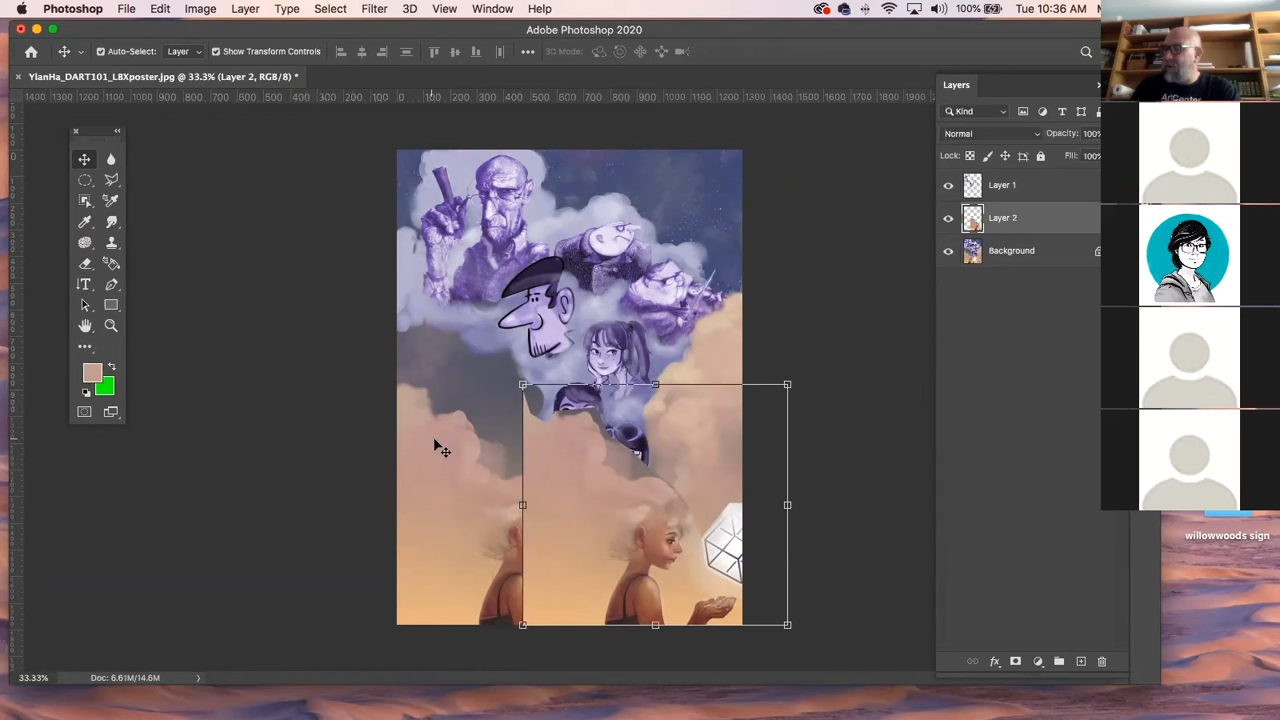 Photoshop File Edit Image Layer Type Select Filter 3D View Window Help 100% Tue 10:36 AM
Adobe Photoshop 2020
Auto-Select: Layer Show Transform Controls 3D Mode:
YlanHa_DART101_LBXposter.jpg @ 33.3% (Layer 2, RGB/8) *
1400 1300 1200 1100 1000 900 800 700 600 500 400 300 200 100 0 100 200 300 400 500 600 700 800 900 1000 1100 1200 1300 1400 1500 1600 1700 1800 1900
Layers
Kind
Normal Opacity: 100%
Lock: Fill: 100%
Layer 1
Layer 2
Background
ArtCenter
willowwoods sign
33.33% Doc: 6.61M/14.6M